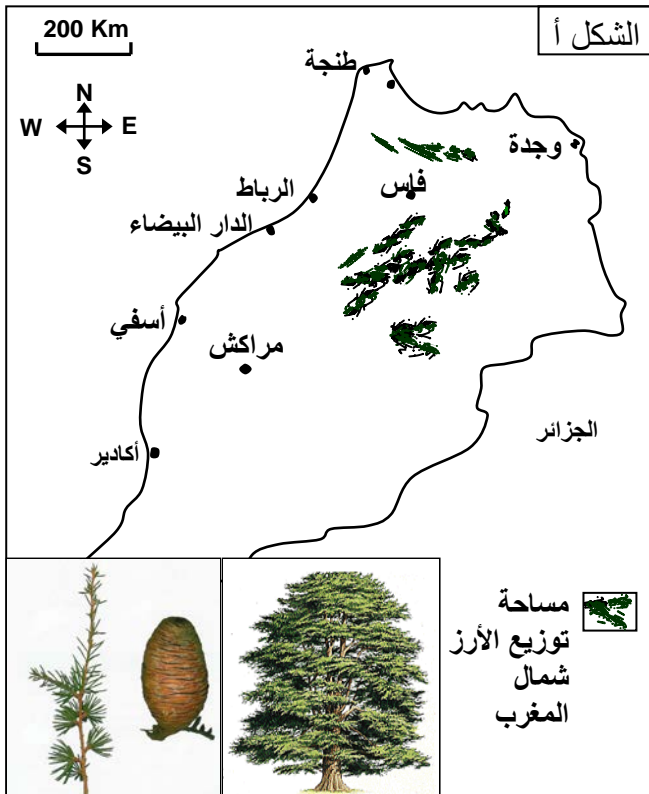 الشكل أ
200 Km
N
W E
S
طنجة
وجدة
فاس
الرباط
الدار البيضاء
أسفي
مراكش
أكادير
الجزائر
مساحة
توزيع الأرز
شمال
المغرب